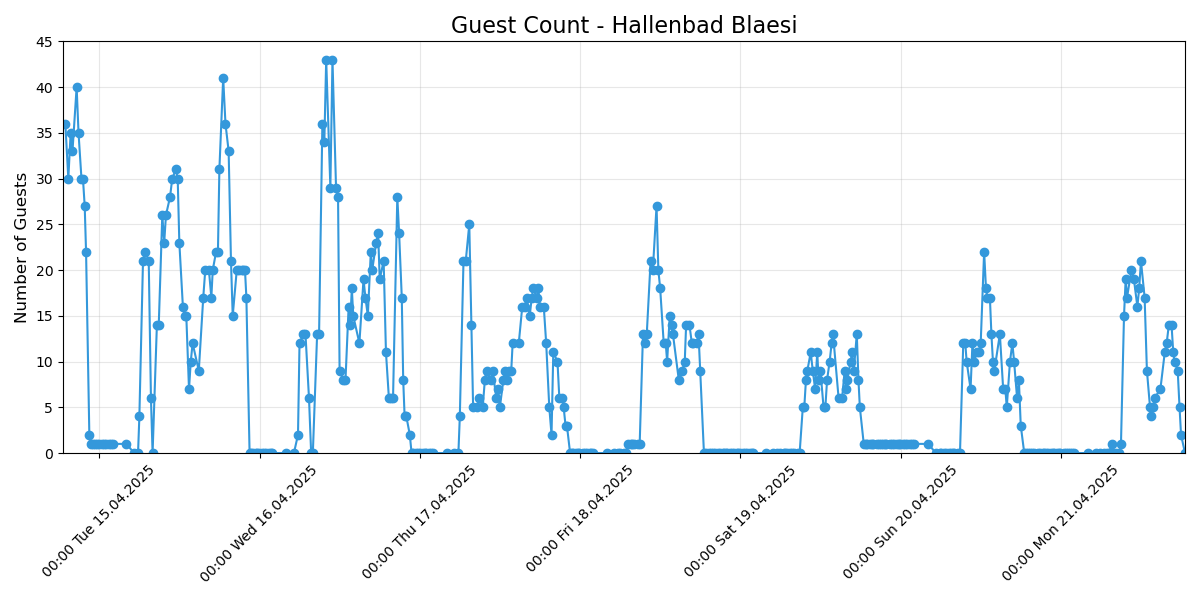 Guest Count - Hallenbad Blaesi
Number of Guests
45
40
35
30
25
20
15
10
5
0
00:00 Tue 15.04.2025
00:00 Wed 16.04.2025
00:00 Thu 17.04.2025
00:00 Fri 18.04.2025
00:00 Sat 19.04.2025
00:00 Sun 20.04.2025
00:00 Mon 21.04.2025